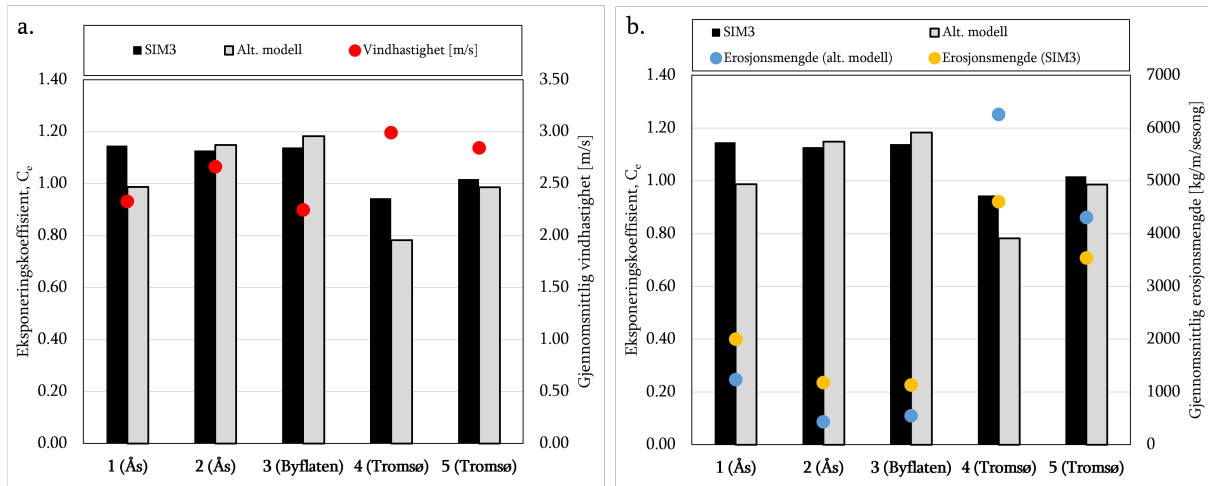 a.
SIM3 Alt. modell Vindhastighet [m/s]
1.40
1.20
1.00
0.80
0.60
0.40
0.20
0.00
Eksponeringskoeffisient, Ce
3.50
3.00
2.50
2.00
1.50
1.00
0.50
0.00
Gjennomsnittlig vindhastighet [m/s]
1 (Ås) 2 (Ås) 3 (Byflaten) 4 (Tromsø) 5 (Tromsø)
b.
SIM3 Alt. modell
Erosjonsmengde (alt. modell) Erosjonsmengde (SIM3)
1.40
1.20
1.00
0.80
0.60
0.40
0.20
0.00
Eksponeringskoeffisient, Ce
7000
6000
5000
4000
3000
2000
1000
0
Gjennomsnittlig erosjonsmengde [kg/m/sesong]
1 (Ås) 2 (Ås) 3 (Byflaten) 4 (Tromsø) 5 (Tromsø)